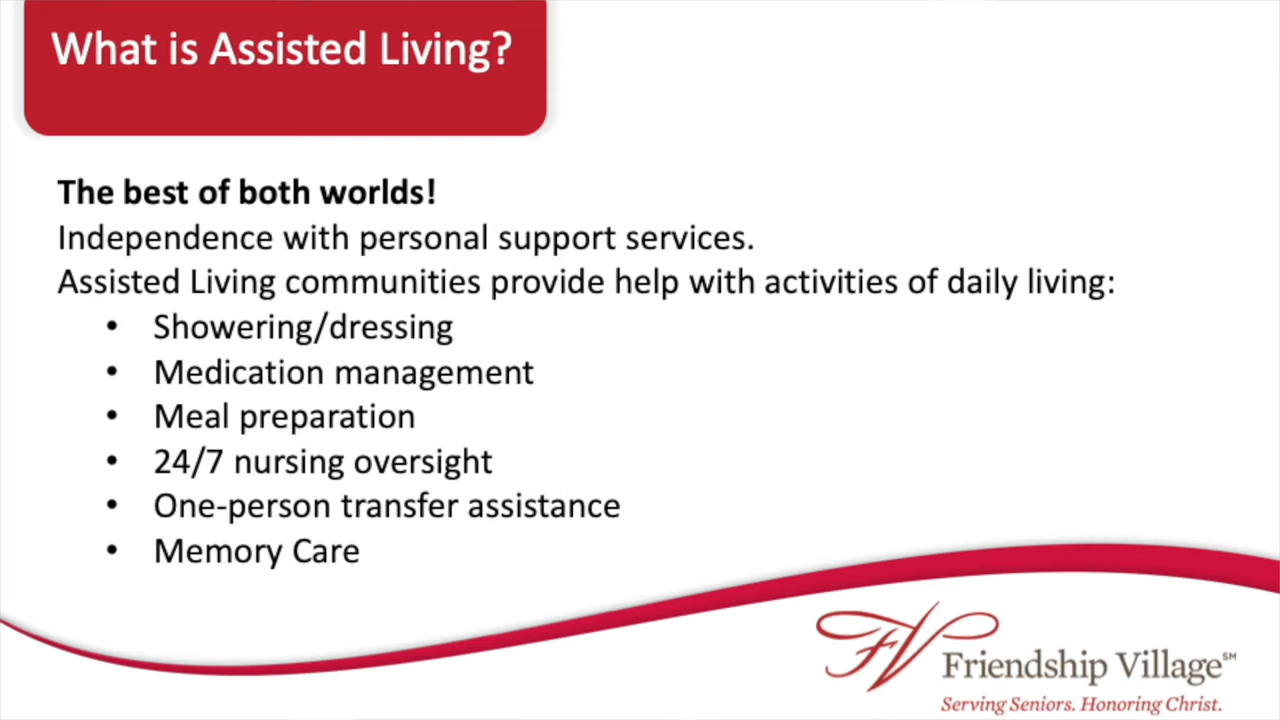 What is Assisted Living?
The best of both worlds!
Independence with personal support services.
Assisted Living communities provide help with activities of daily living:
• Showering/dressing
• Medication management
• Meal preparation
• 24/7 nursing oversight
• One-person transfer assistance
• Memory Care
FV
Friendship Village℠
Serving Seniors. Honoring Christ.